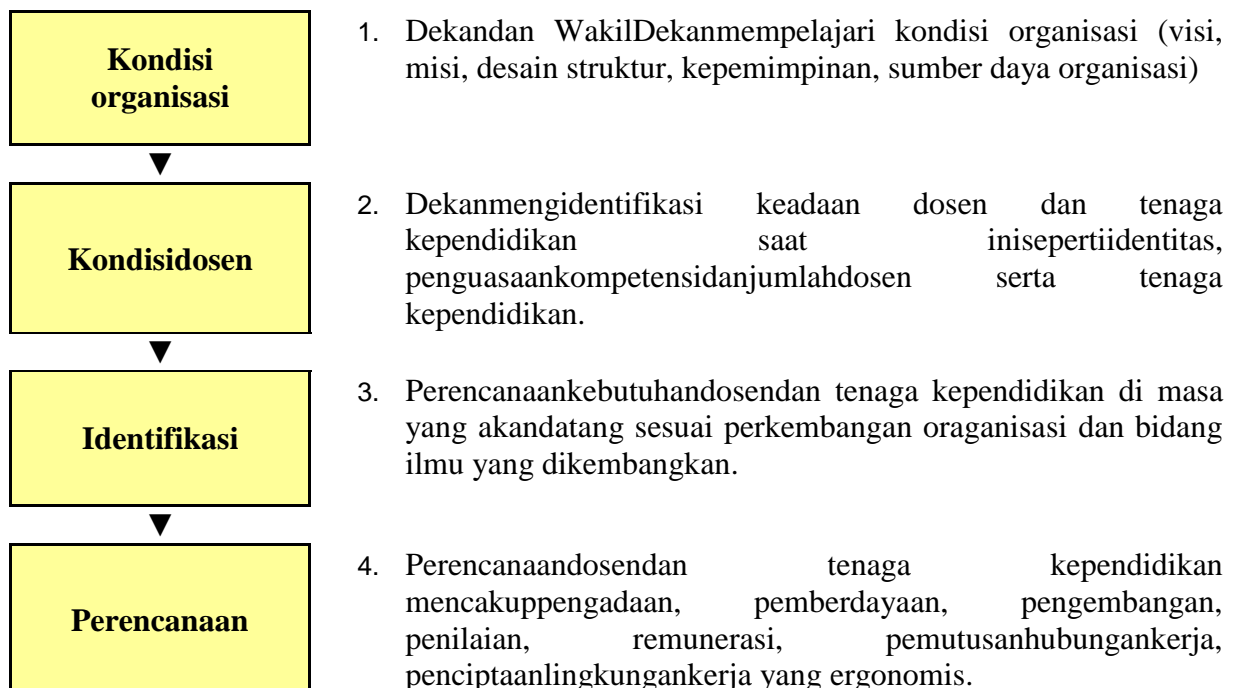 Kondisi
organisasi
1. Dekandan WakilDekanmempelajari kondisi organisasi (visi,
misi, desain struktur, kepemimpinan, sumber daya organisasi)
Kondisidosen
2. Dekanmengidentifikasi keadaan dosen dan tenaga
kependidikan saat inisepertiidentitas,
penguasaankompetensidanjumlahdosen serta tenaga
kependidikan.
Identifikasi
3. Perencanaankebutuhandosendan tenaga kependidikan di masa
yang akandatang sesuai perkembangan oraganisasi dan bidang
ilmu yang dikembangkan.
Perencanaan
4. Perencanaandosendan tenaga kependidikan
mencakuppengadaan, pemberdayaan, pengembangan,
penilaian, remunerasi, pemutusanhubungankerja,
penciptaanlingkungankerja yang ergonomis.